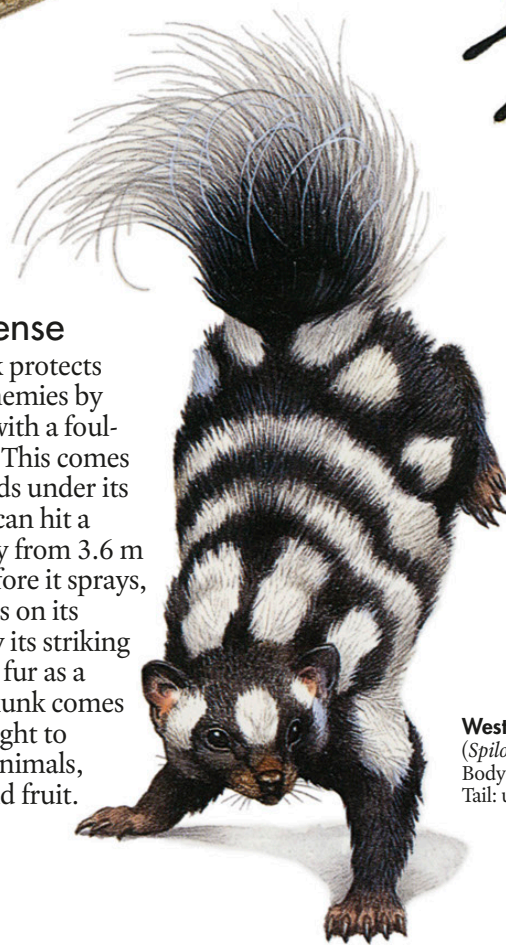 ense
protects
nemies by
with a foul-
This comes
ds under its
can hit a
y from 3.6 m
fore it sprays,
s on its
its striking
fur as a
unk comes
ght to
nimals,
d fruit.
West
(Spilo
Body
Tail: u